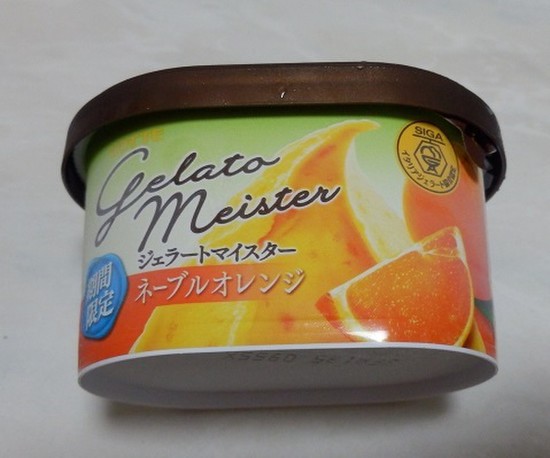 Gelato
Meister
ジェラートマイスター
ネーブルオレンジ
期間
限定
SIGA